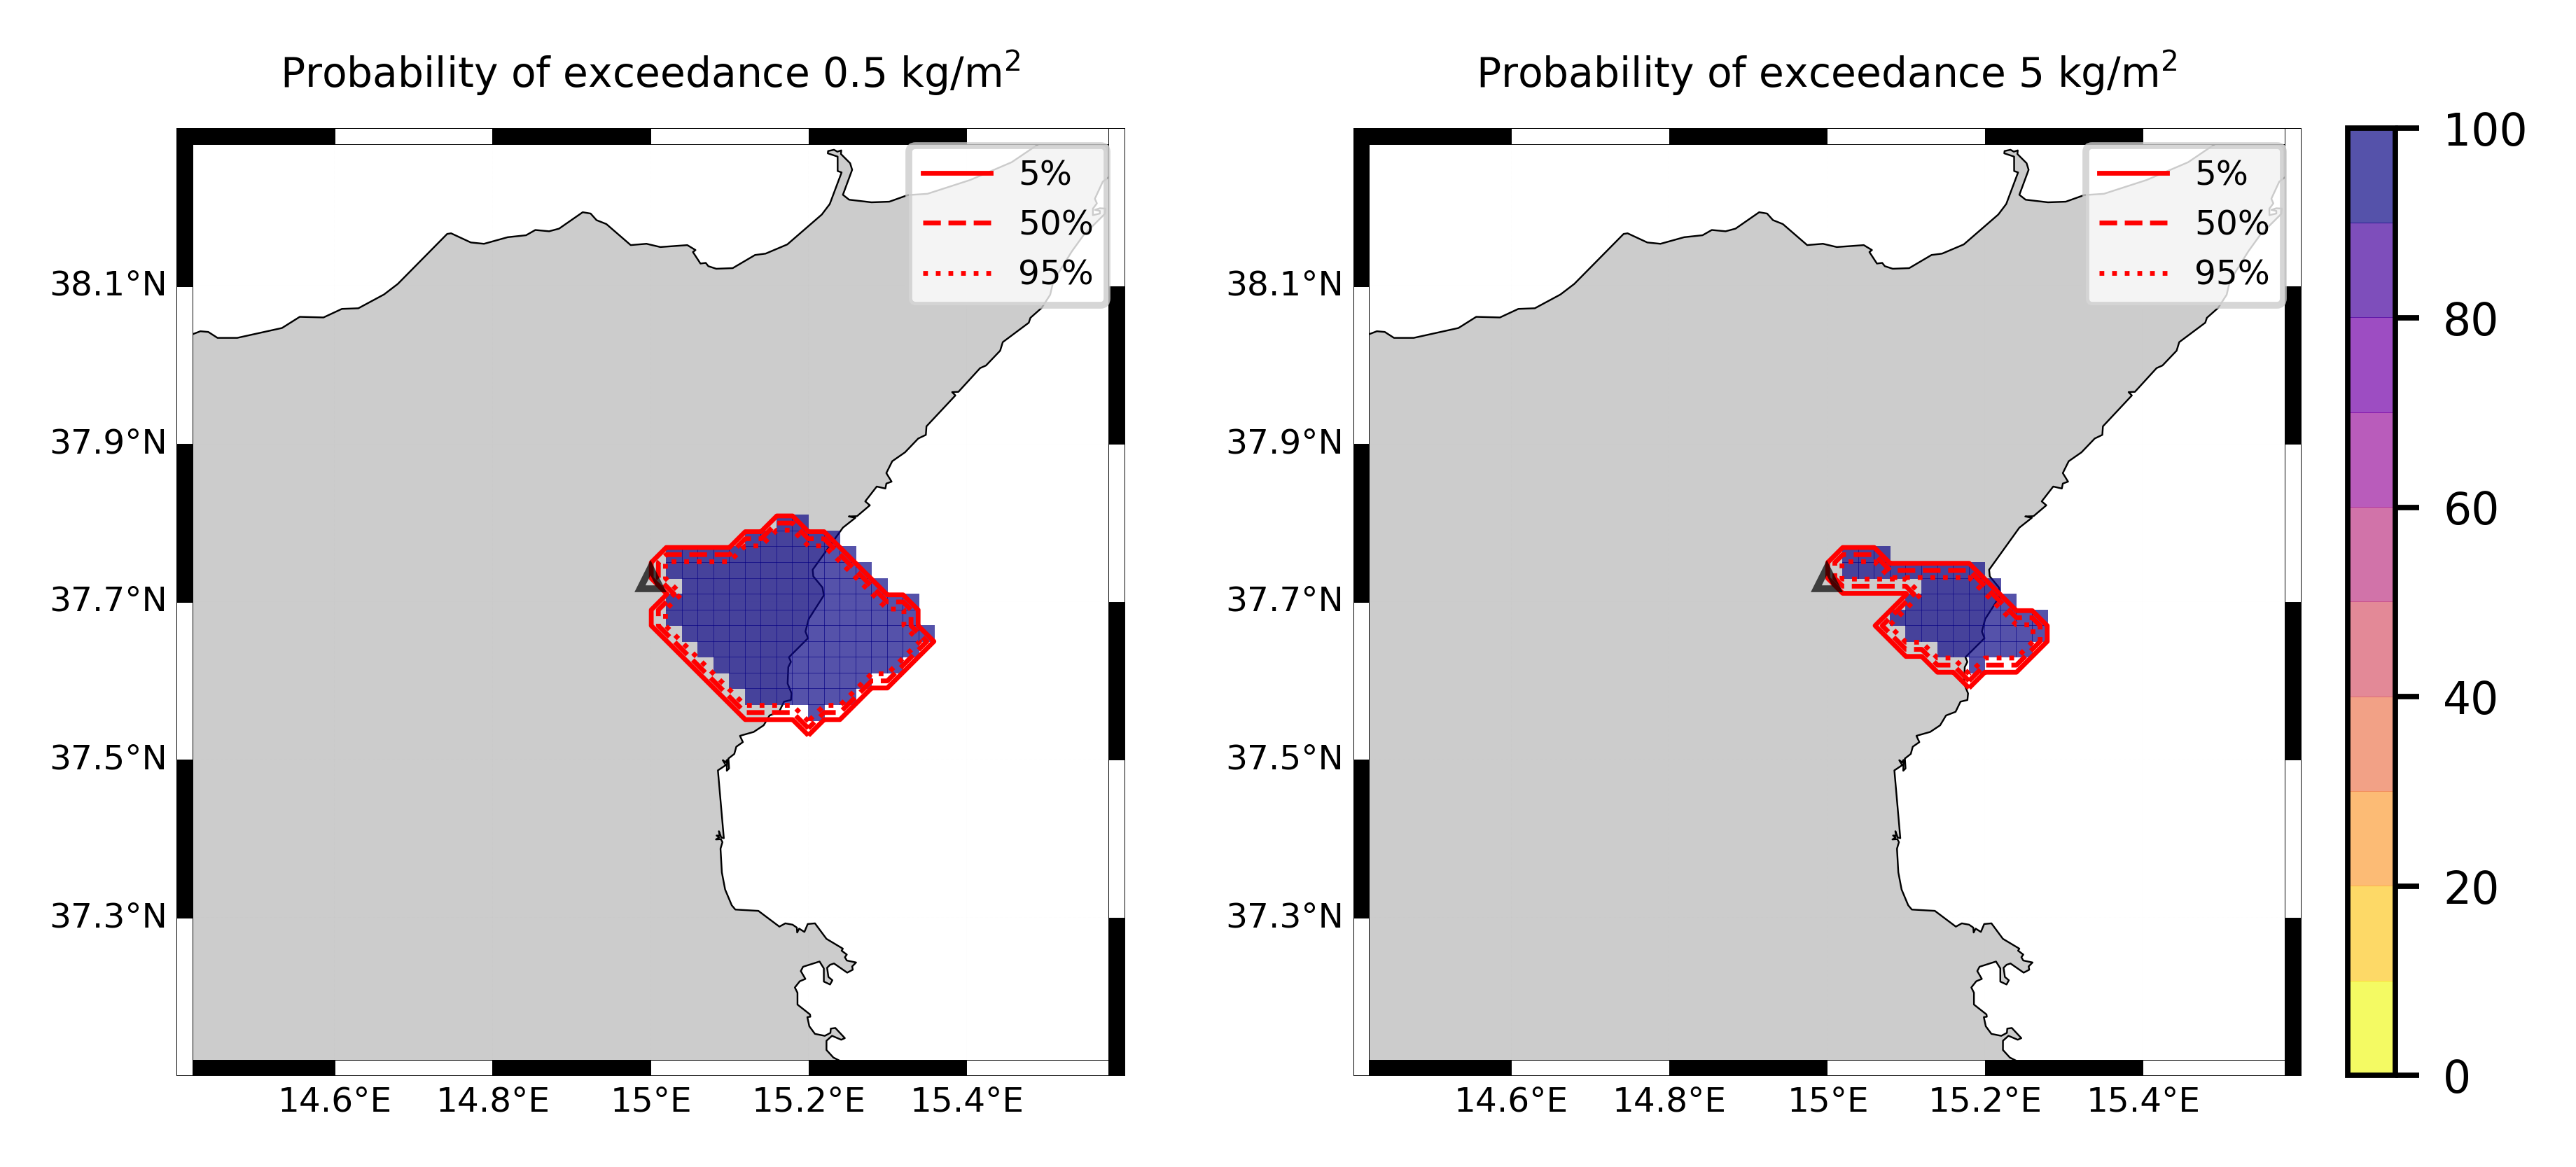 Probability of exceedance 0.5 kg/m²
5%
50%
95%
38.1°N
37.9°N
37.7°N
37.5°N
37.3°N
14.6°E
14.8°E
15°E
15.2°E
15.4°E
Probability of exceedance 5 kg/m²
5%
50%
95%
38.1°N
37.9°N
37.7°N
37.5°N
37.3°N
14.6°E
14.8°E
15°E
15.2°E
15.4°E
100
80
60
40
20
0